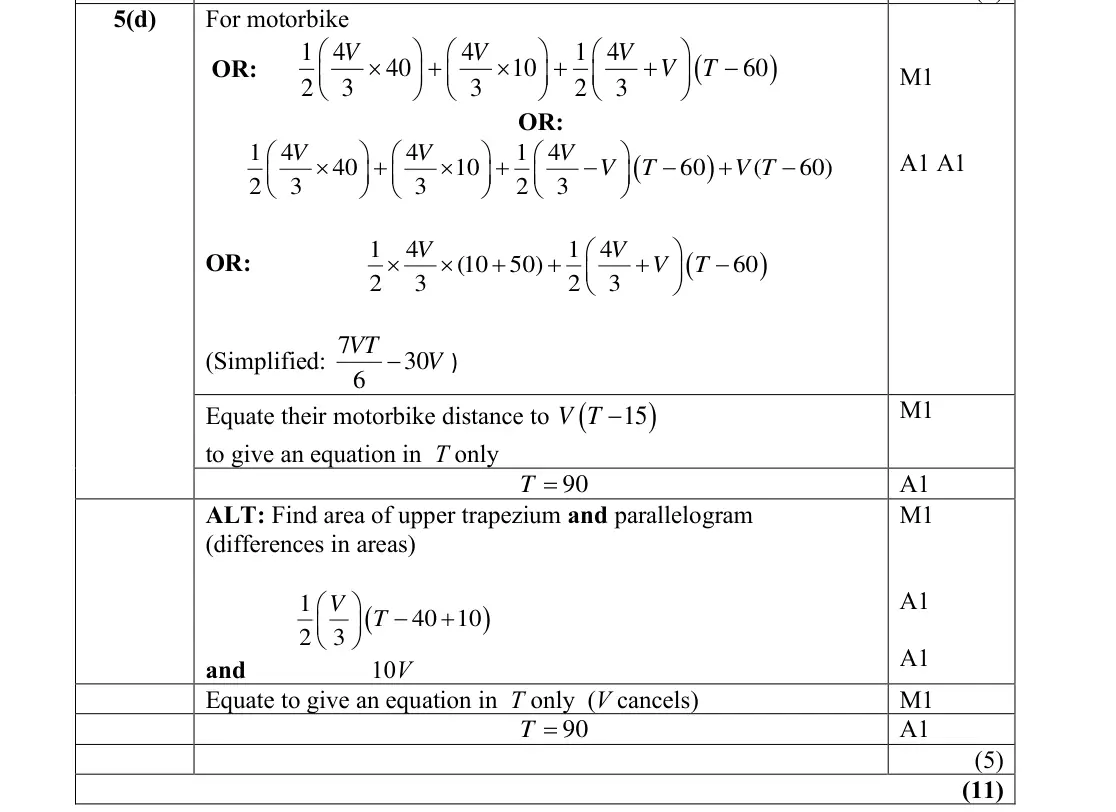 5(d) For motorbike
OR: 1/2(4V/3 × 40) + (4V/3 × 10) + 1/2(4V/3 + V)(T − 60) M1
OR:
1/2(4V/3 × 40) + (4V/3 × 10) + 1/2(4V/3 − V)(T − 60) + V(T − 60) A1 A1
OR: 1/2 × 4V/3 × (10 + 50) + 1/2(4V/3 + V)(T − 60)
(Simplified: 7VT/6 − 30V )
Equate their motorbike distance to V(T − 15) M1
to give an equation in T only
T = 90 A1
ALT: Find area of upper trapezium and parallelogram M1
(differences in areas)
1/2(V/3)(T − 40 + 10) A1
and 10V A1
Equate to give an equation in T only (V cancels) M1
T = 90 A1
(5)
(11)